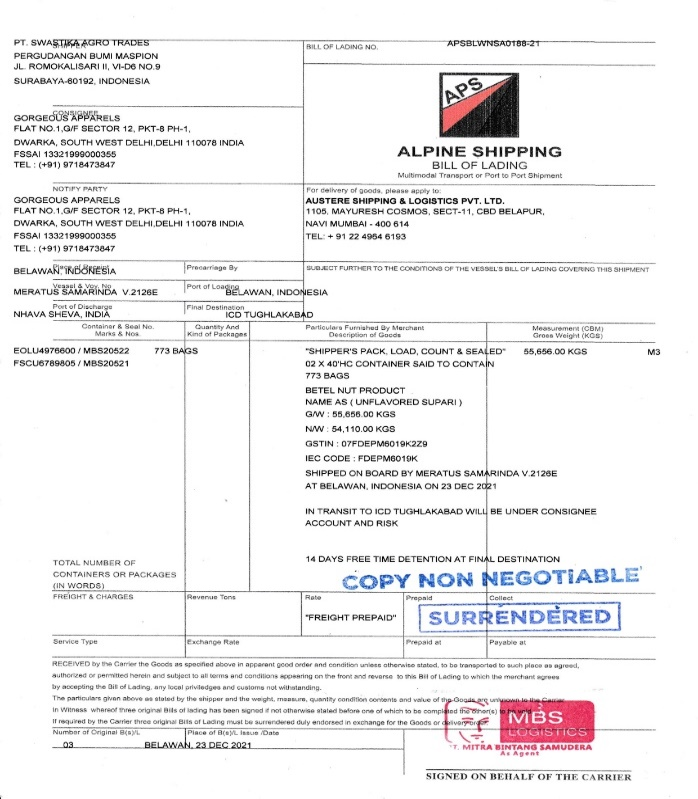 SHIPPER
PT. SWASTIKA AGRO TRADES
PERGUDANGAN BUMI MASPION
JL. ROMOKALISARI II, VI-D6 NO.9
SURABAYA-60192, INDONESIA
BILL OF LADING NO.
APSBLWNSA0188-21
APS
ALPINE SHIPPING
BILL OF LADING
Multimodal Transport or Port to Port Shipment
CONSIGNEE
GORGEOUS APPARELS
FLAT NO.1,G/F SECTOR 12, PKT-8 PH-1,
DWARKA, SOUTH WEST DELHI,DELHI 110078 INDIA
FSSAI 13321999000355
TEL : (+91) 9718473847
NOTIFY PARTY
GORGEOUS APPARELS
FLAT NO.1,G/F SECTOR 12, PKT-8 PH-1,
DWARKA, SOUTH WEST DELHI,DELHI 110078 INDIA
FSSAI 13321999000355
TEL : (+91) 9718473847
For delivery of goods, please apply to:
AUSTERE SHIPPING & LOGISTICS PVT. LTD.
1105, MAYURESH COSMOS, SECT-11, CBD BELAPUR,
NAVI MUMBAI - 400 614
TEL: + 91 22 4964 6193
Place of Receipt
BELAWAN, INDONESIA
Precarriage By
SUBJECT FURTHER TO THE CONDITIONS OF THE VESSEL'S BILL OF LADING COVERING THIS SHIPMENT
Vessel & Voy. No
MERATUS SAMARINDA V.2126E
Port of Loading
BELAWAN, INDONESIA
Port of Discharge
NHAVA SHEVA, INDIA
Final Destination
ICD TUGHLAKABAD
Container & Seal No.
Marks & Nos.
Quantity And
Kind of Packages
Particulars Furnished By Merchant
Description of Goods
Measurement (CBM)
Gross Weight (KGS)
EOLU4976600 / MBS20522
FSCU6789805 / MBS20521
773 BAGS
"SHIPPER'S PACK, LOAD, COUNT & SEALED"
02 X 40'HC CONTAINER SAID TO CONTAIN
773 BAGS
55,656.00 KGS
M3
BETEL NUT PRODUCT
NAME AS ( UNFLAVORED SUPARI )
G/W : 55,656.00 KGS
N/W : 54,110.00 KGS
GSTIN : 07FDEPM6019K2Z9
IEC CODE : FDEPM6019K
SHIPPED ON BOARD BY MERATUS SAMARINDA V.2126E
AT BELAWAN, INDONESIA ON 23 DEC 2021
IN TRANSIT TO ICD TUGHLAKABAD WILL BE UNDER CONSIGNEE
ACCOUNT AND RISK
14 DAYS FREE TIME DETENTION AT FINAL DESTINATION
TOTAL NUMBER OF
CONTAINERS OR PACKAGES
(IN WORDS)
COPY NON NEGOTIABLE
FREIGHT & CHARGES
Revenue Tons
Rate
Prepaid
Collect
"FREIGHT PREPAID"
SURRENDERED
Service Type
Exchange Rate
Prepaid at
Payable at
RECEIVED by the Carrier the Goods as specified above in apparent good order and condition unless otherwise stated, to be transported to such place as agreed,
authorized or permitted herein and subject to all terms and conditions appearing on the front and reverse to this Bill of Lading to which the merchant agrees
by accepting the Bill of Lading, any local priviledges and customs not withstanding.
The particulars given above as stated by the shipper and the weight, measure, quantity condition contents and value of the Goods are unknown to the Carrier
In Witness whereof three original Bills of lading has been signed if not otherwise stated before one of which to be completed the other(s) to be void
If required by the Carrier three original Bills of Lading must be surrendered duly endorsed in exchange for the Goods or delivery order.
Number of Original B(s)/L
03
Place of B(s)/L Issue /Date
BELAWAN, 23 DEC 2021
MBS
LOGISTICS
PT. MITRA BINTANG SAMUDERA
As Agent
SIGNED ON BEHALF OF THE CARRIER